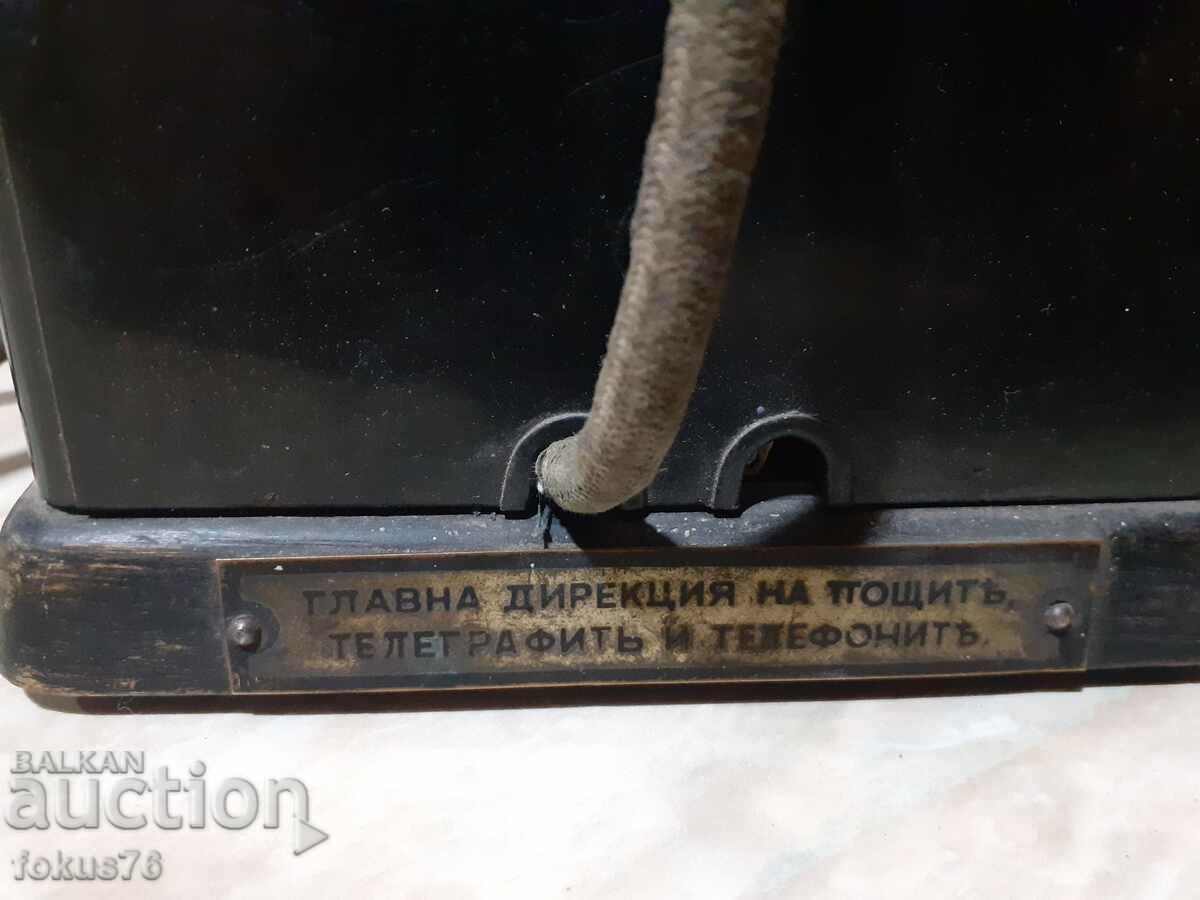 ГЛАВНА ДИРЕКЦИЯ НА ПОЩИТѢ,
ТЕЛЕГРАФИТѢ И ТЕЛЕФОНИТѢ.
BALKAN
auction
fokus76